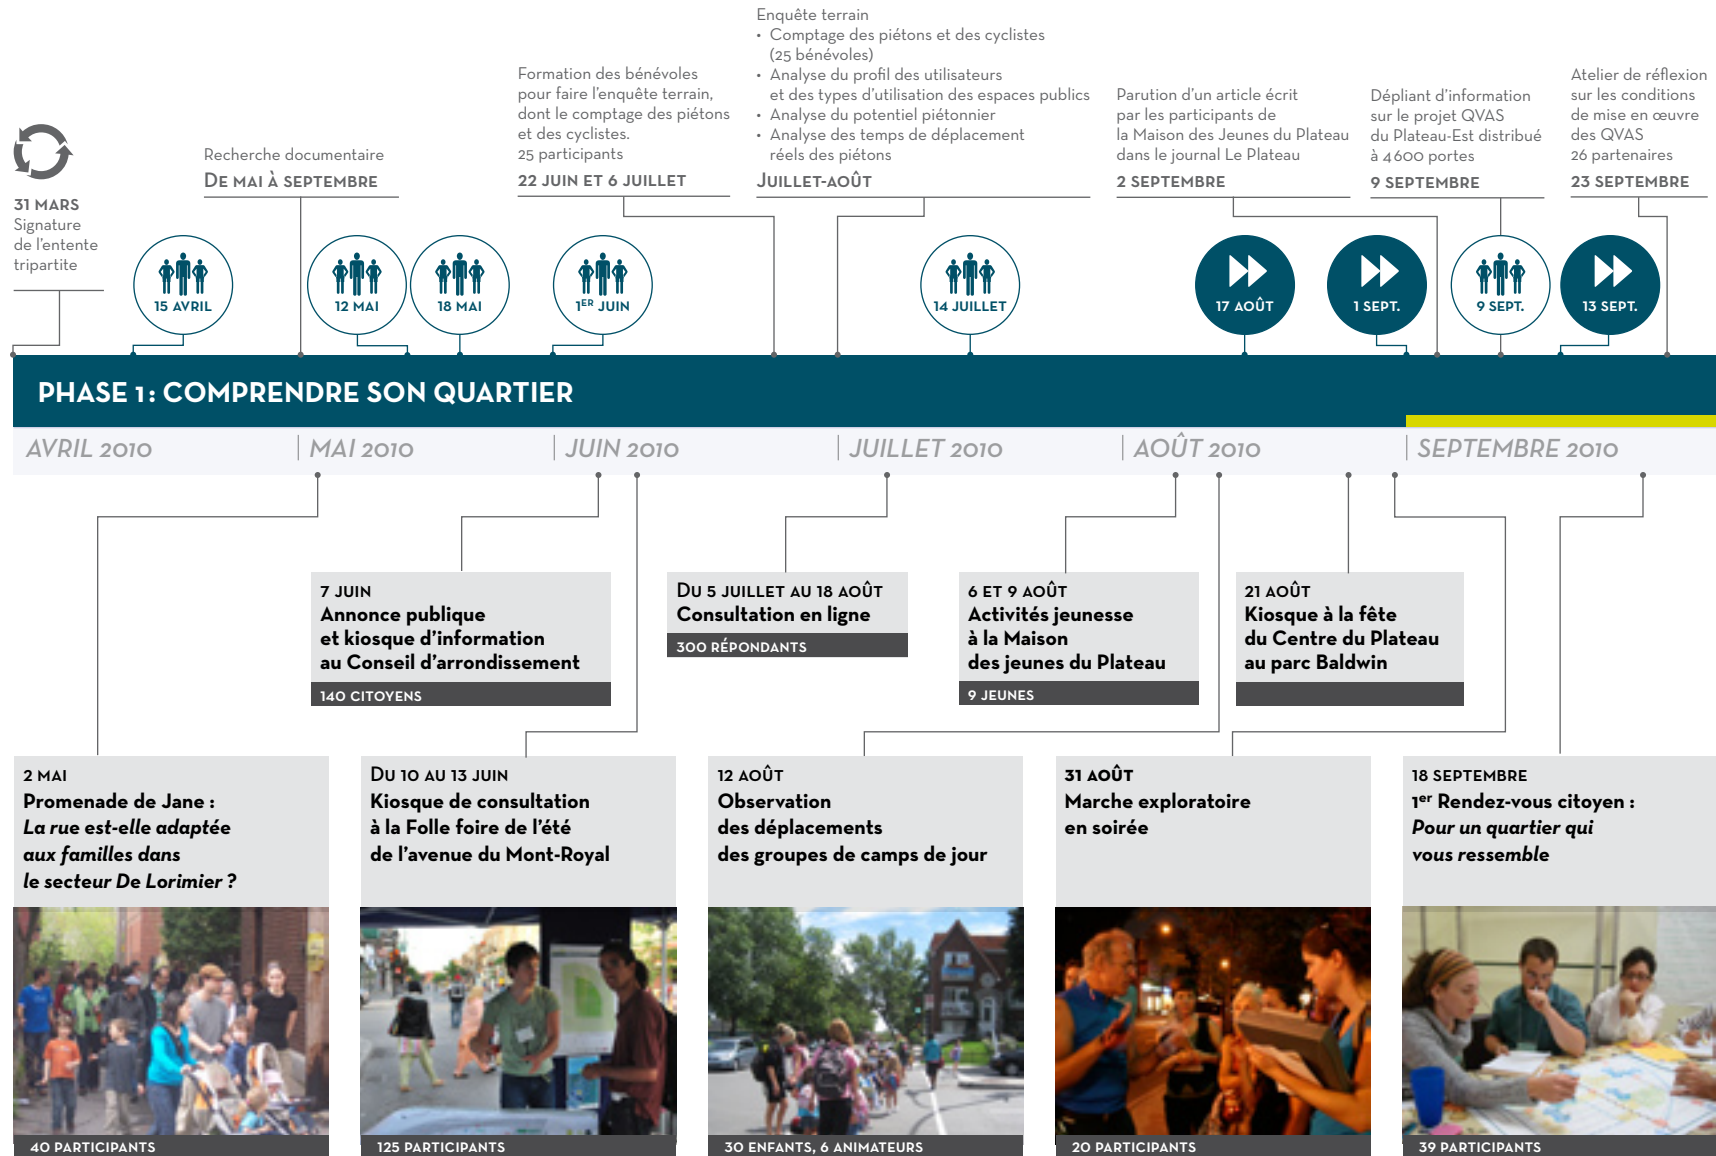 31 MARS
Signature
de l'entente
tripartite
Recherche documentaire
DE MAI À SEPTEMBRE
Formation des bénévoles
pour faire l'enquête terrain,
dont le comptage des piétons
et des cyclistes.
25 participants
22 JUIN ET 6 JUILLET
Enquête terrain
• Comptage des piétons et des cyclistes
(25 bénévoles)
• Analyse du profil des utilisateurs
et des types d'utilisation des espaces publics
• Analyse du potentiel piétonnier
• Analyse des temps de déplacement
réels des piétons
JUILLET-AOÛT
Parution d'un article écrit
par les participants de
la Maison des Jeunes du Plateau
dans le journal Le Plateau
2 SEPTEMBRE
Dépliant d'information
sur le projet QVAS
du Plateau-Est distribué
à 4600 portes
9 SEPTEMBRE
Atelier de réflexion
sur les conditions
de mise en œuvre
des QVAS
26 partenaires
23 SEPTEMBRE
15 AVRIL
12 MAI
18 MAI
1ER JUIN
14 JUILLET
17 AOÛT
1 SEPT.
9 SEPT.
13 SEPT.
PHASE 1 : COMPRENDRE SON QUARTIER
AVRIL 2010
MAI 2010
JUIN 2010
JUILLET 2010
AOÛT 2010
SEPTEMBRE 2010
7 JUIN
Annonce publique
et kiosque d'information
au Conseil d'arrondissement
140 CITOYENS
DU 5 JUILLET AU 18 AOÛT
Consultation en ligne
300 RÉPONDANTS
6 ET 9 AOÛT
Activités jeunesse
à la Maison
des jeunes du Plateau
9 JEUNES
21 AOÛT
Kiosque à la fête
du Centre du Plateau
au parc Baldwin
2 MAI
Promenade de Jane :
La rue est-elle adaptée
aux familles dans
le secteur De Lorimier ?
40 PARTICIPANTS
DU 10 AU 13 JUIN
Kiosque de consultation
à la Folle foire de l'été
de l'avenue du Mont-Royal
125 PARTICIPANTS
12 AOÛT
Observation
des déplacements
des groupes de camps de jour
30 ENFANTS, 6 ANIMATEURS
31 AOÛT
Marche exploratoire
en soirée
20 PARTICIPANTS
18 SEPTEMBRE
1er Rendez-vous citoyen :
Pour un quartier qui
vous ressemble
39 PARTICIPANTS